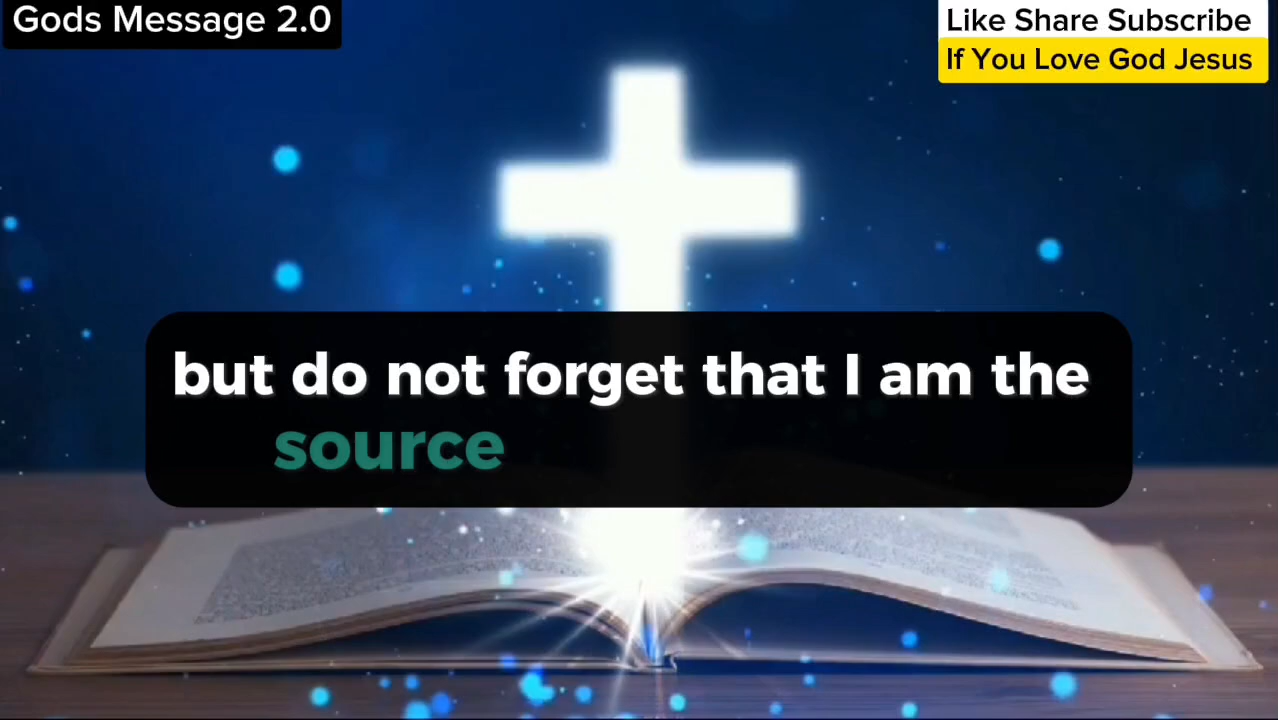 Gods Message 2.0
Like Share Subscribe
If You Love God Jesus
but do not forget that I am the
source